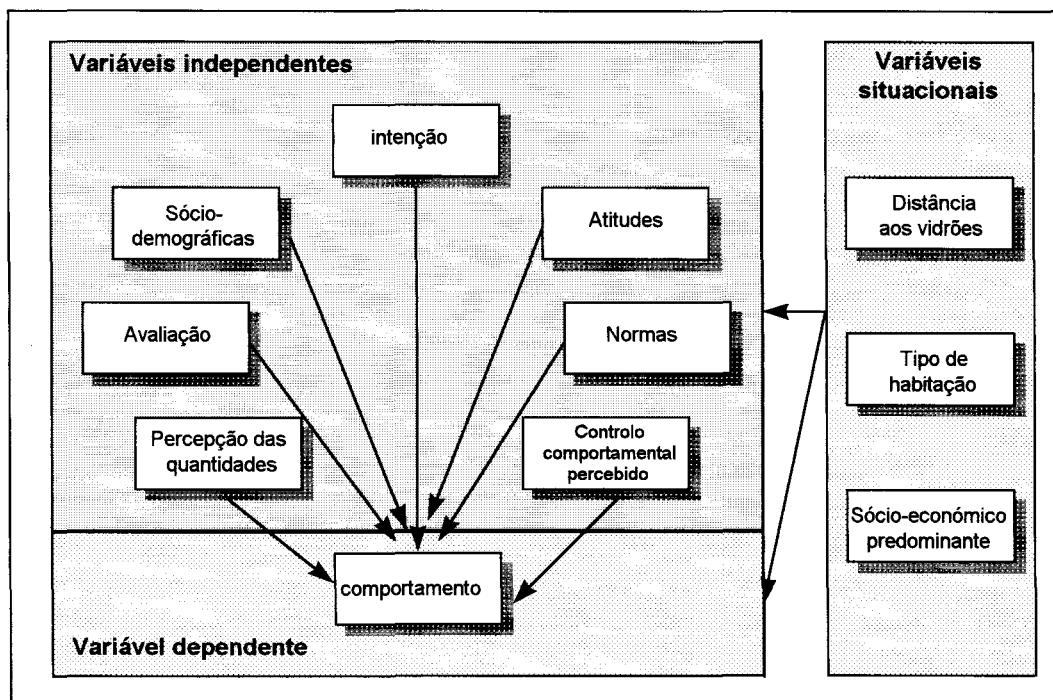 Variáveis independentes
intenção
Sócio-
demográficas
Atitudes
Avaliação
Normas
Percepção das
quantidades
Controlo
comportamental
percebido
comportamento
Variável dependente
Variáveis
situacionais
Distância
aos vidrões
Tipo de
habitação
Sócio-económico
predominante